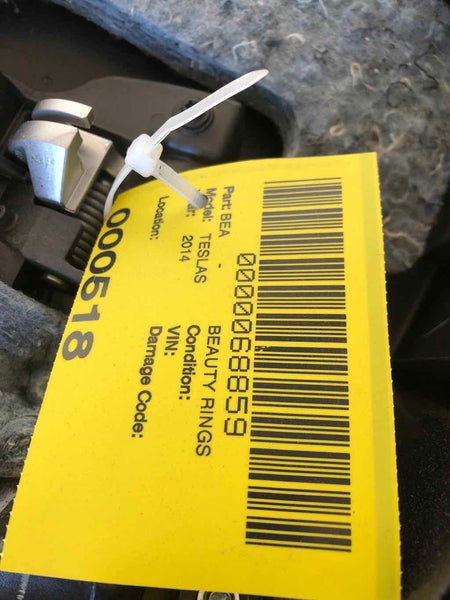 0000068859
Part: BEA - BEAUTY RINGS
Model: TESLAS Condition:
2014 VIN:
Location: Damage Code:
000518